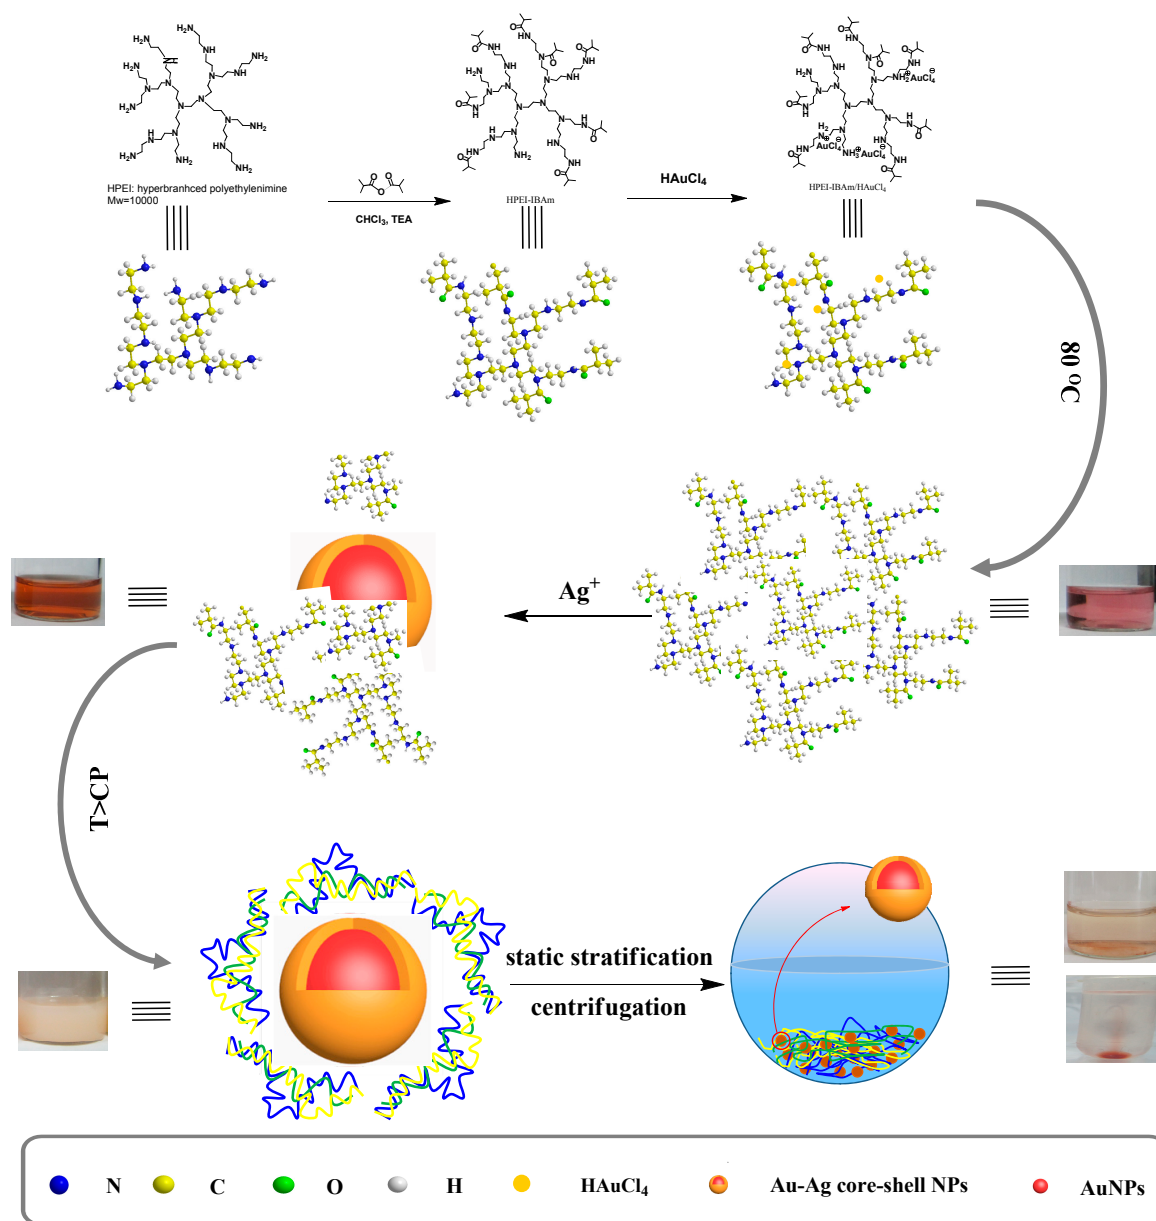 HPEI: hyperbranhced polyethylenimine
Mw=10000
CHCl3, TEA
HPEI-IBAm
HAuCl4
HPEI-IBAm/HAuCl4
80 °C
Ag+
T>CP
static stratification
centrifugation
N C O H HAuCl4 Au-Ag core-shell NPs AuNPs